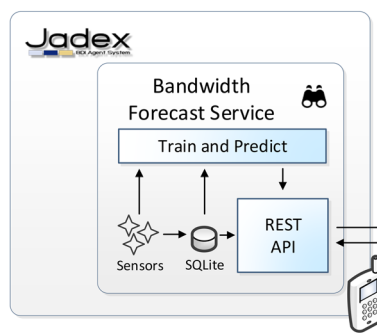 Jadex
BDI Agent System
Bandwidth
Forecast Service
Train and Predict
REST
API
Sensors
SQLite